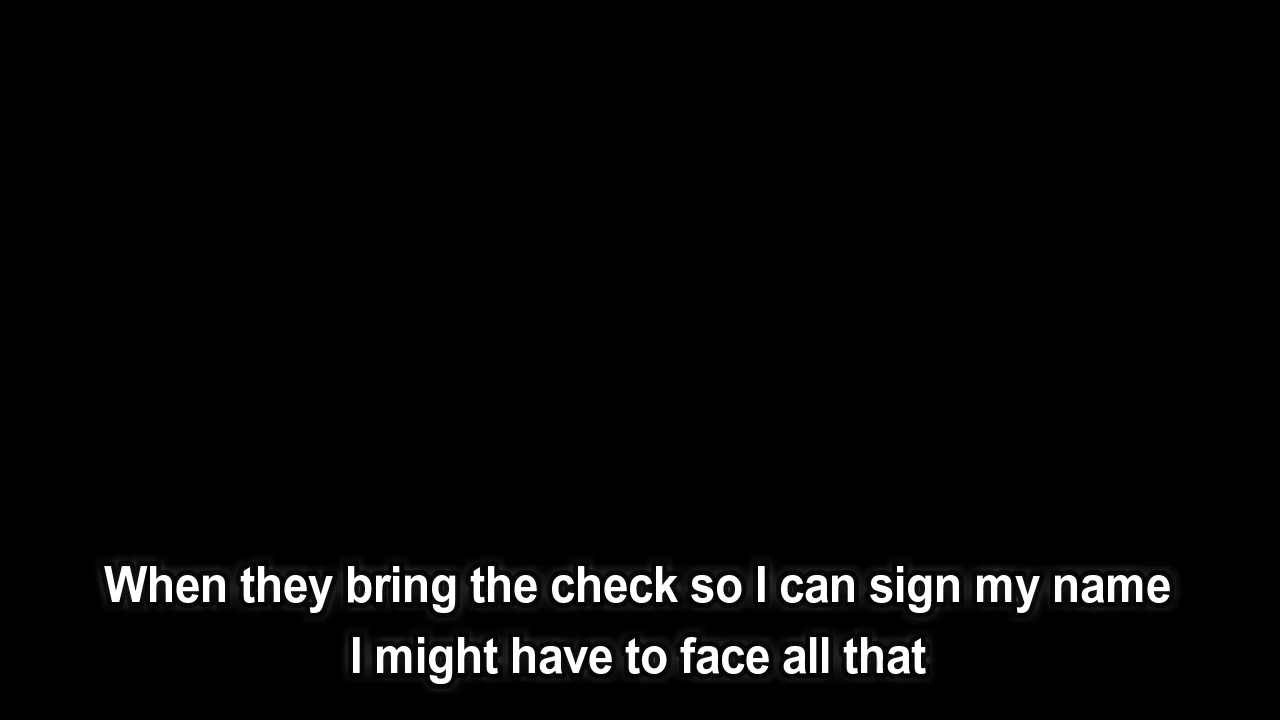 When they bring the check so I can sign my name
I might have to face all that